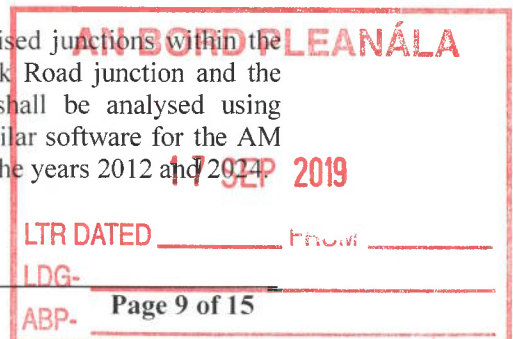 ised junctions within the
AN BORD PLEANÁLA
k Road junction and the
shall be analysed using
ilar software for the AM
he years 2012 and 2024.
17 SEP 2019
LTR DATED FROM
LDG-
Page 9 of 15
ABP-